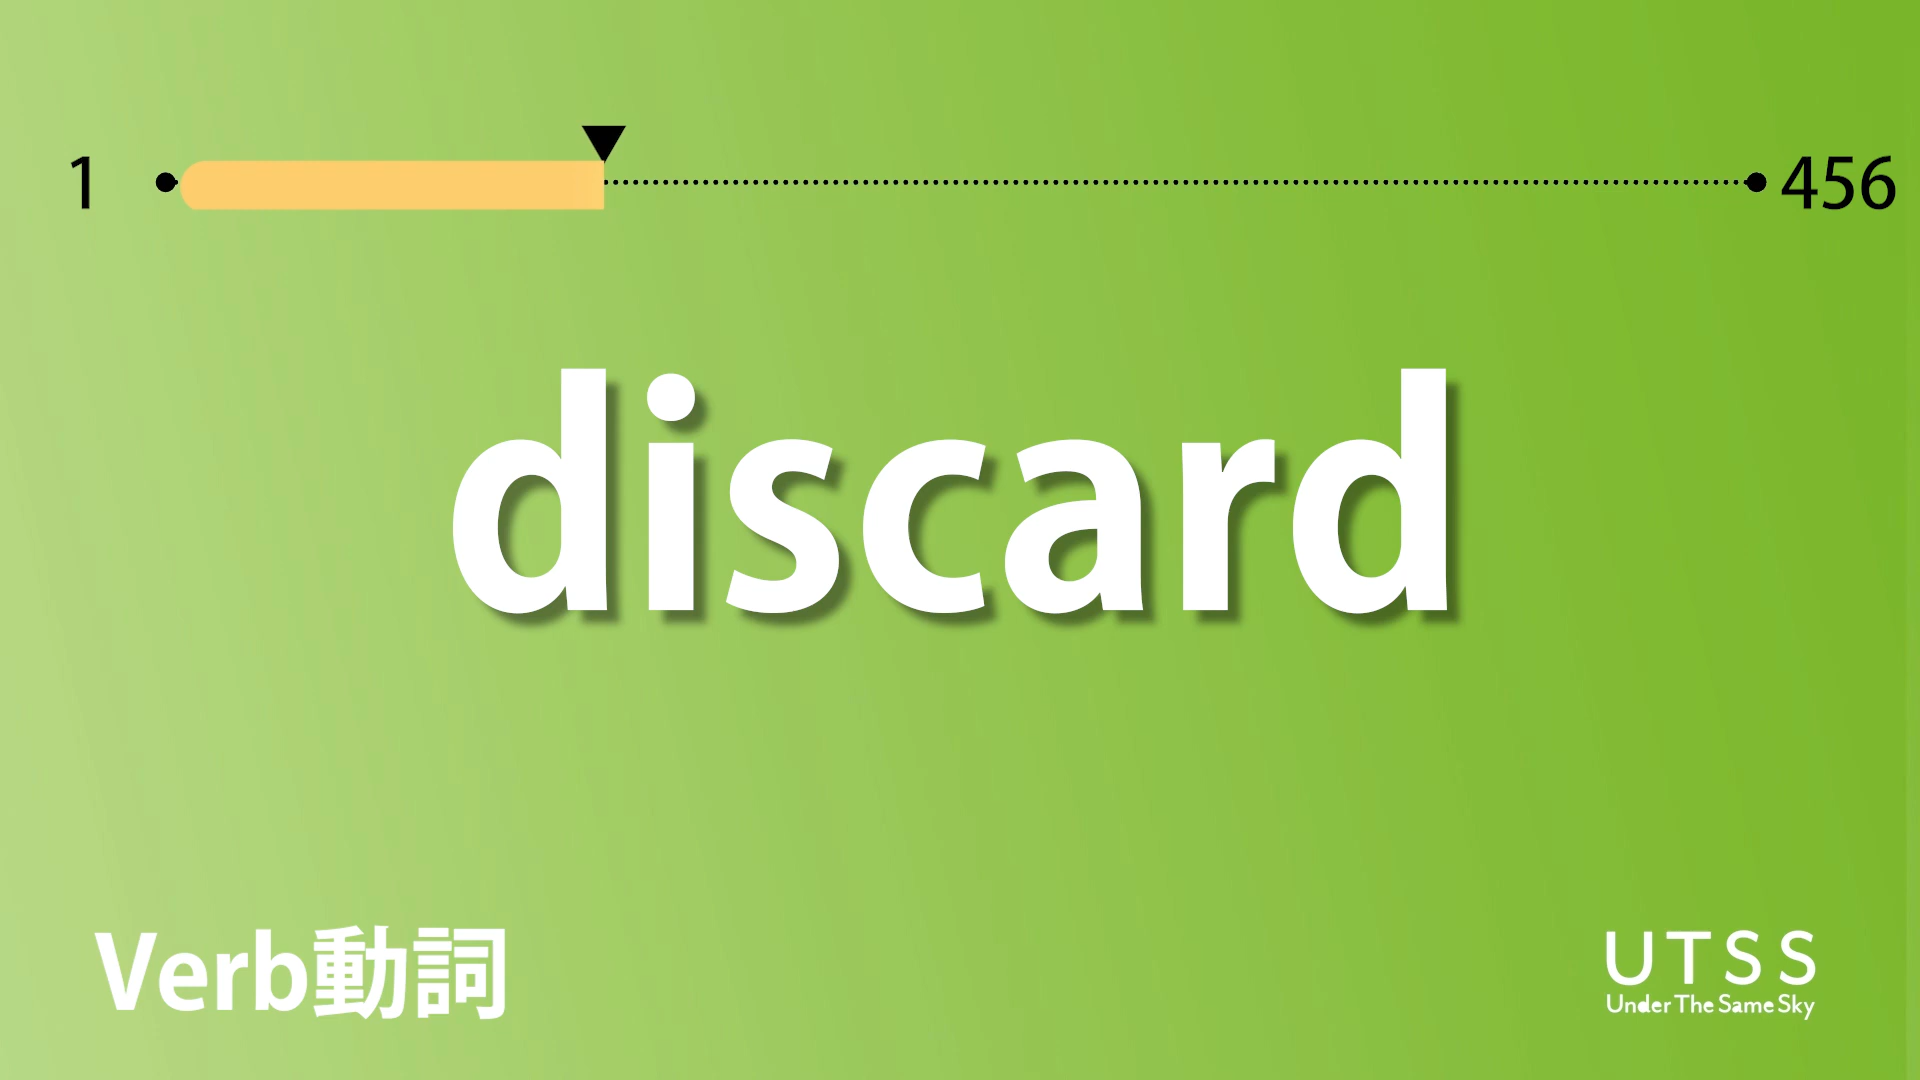 1
456
discard
Verb動詞
UTSS
Under The Same Sky